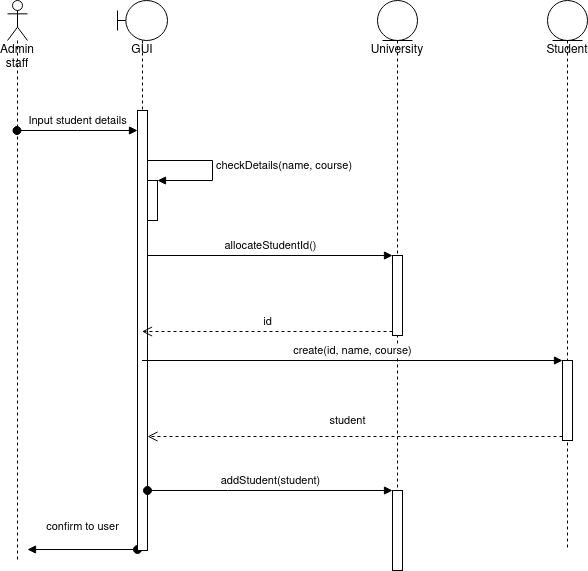 Admin
staff
GUI
University
Student
Input student details
checkDetails(name, course)
allocateStudentId()
id
create(id, name, course)
student
addStudent(student)
confirm to user